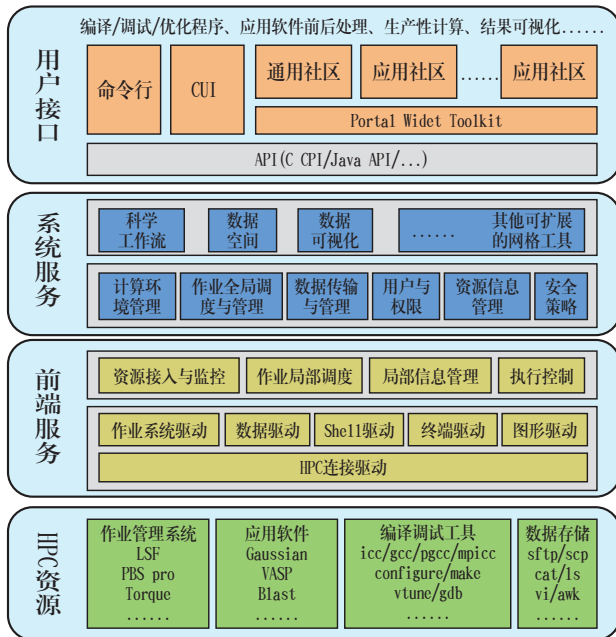 用户接口
编译/调试/优化程序、应用软件前后处理、生产性计算、结果可视化......
命令行
CUI
通用社区
应用社区
......
应用社区
Portal Widet Toolkit
API(C CPI/Java API/...)
系统服务
科学
工作流
数据
空间
数据
可视化
......
其他可扩展
的网格工具
计算环
境管理
作业全局调
度与管理
数据传输
与管理
用户与
权限
资源信息
管理
安全
策略
前端服务
资源接入与监控
作业局部调度
局部信息管理
执行控制
作业系统驱动
数据驱动
Shell驱动
终端驱动
图形驱动
HPC连接驱动
HPC资源
作业管理系统
LSF
PBS pro
Torque
......
应用软件
Gaussian
VASP
Blast
......
编译调试工具
icc/gcc/pgcc/mpicc
configure/make
vtune/gdb
......
数据存储
sftp/scp
cat/ls
vi/awk
......